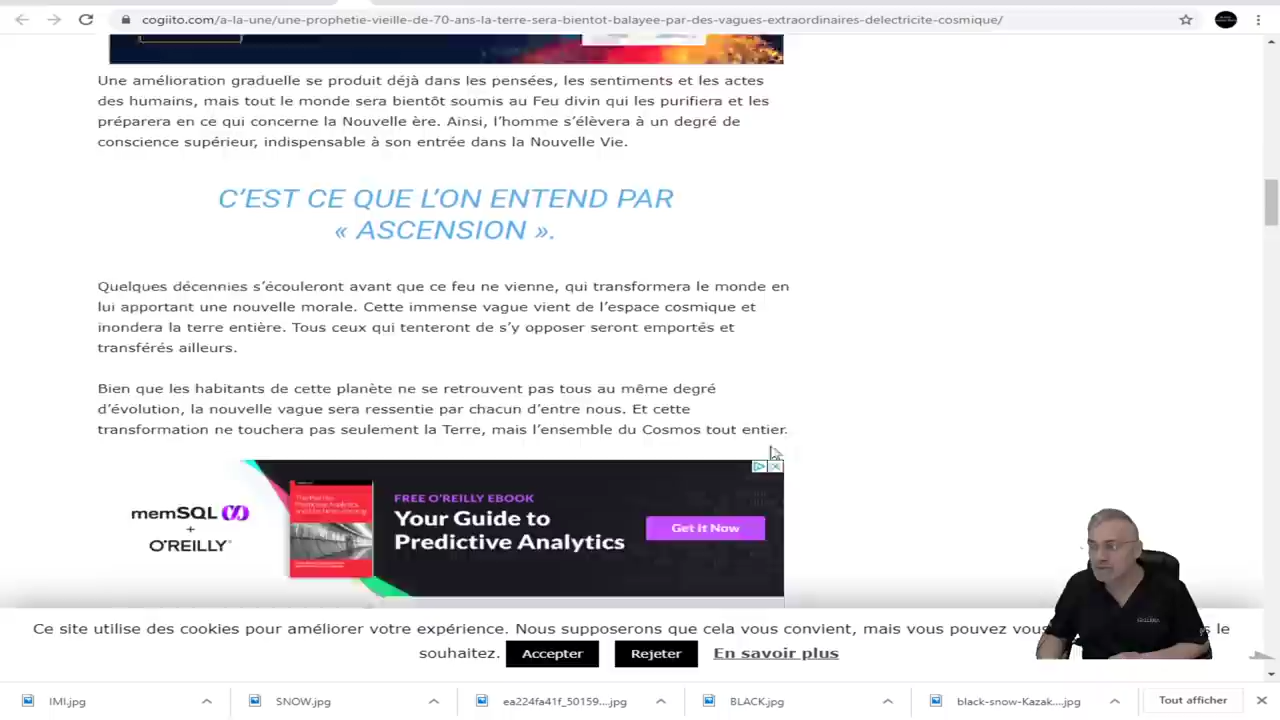 cogiito.com/a-la-une/une-prophetie-vieille-de-70-ans-la-terre-sera-bientot-balayee-par-des-vagues-extraordinaires-delectricite-cosmique/
Une amélioration graduelle se produit déjà dans les pensées, les sentiments et les actes
des humains, mais tout le monde sera bientôt soumis au Feu divin qui les purifiera et les
préparera en ce qui concerne la Nouvelle ère. Ainsi, l'homme s'élèvera à un degré de
conscience supérieur, indispensable à son entrée dans la Nouvelle Vie.
C'EST CE QUE L'ON ENTEND PAR
« ASCENSION ».
Quelques décennies s'écouleront avant que ce feu ne vienne, qui transformera le monde en
lui apportant une nouvelle morale. Cette immense vague vient de l'espace cosmique et
inondera la terre entière. Tous ceux qui tenteront de s'y opposer seront emportés et
transférés ailleurs.
Bien que les habitants de cette planète ne se retrouvent pas tous au même degré
d'évolution, la nouvelle vague sera ressentie par chacun d'entre nous. Et cette
transformation ne touchera pas seulement la Terre, mais l'ensemble du Cosmos tout entier.
memSQL
+
O'REILLY
FREE O'REILLY EBOOK
Your Guide to
Predictive Analytics
Get It Now
Ce site utilise des cookies pour améliorer votre expérience. Nous supposerons que cela vous convient, mais vous pouvez vous le
souhaitez. Accepter Rejeter En savoir plus
IMI.jpg SNOW.jpg ea224fa41f_50159....jpg BLACK.jpg black-snow-Kazak....jpg Tout afficher